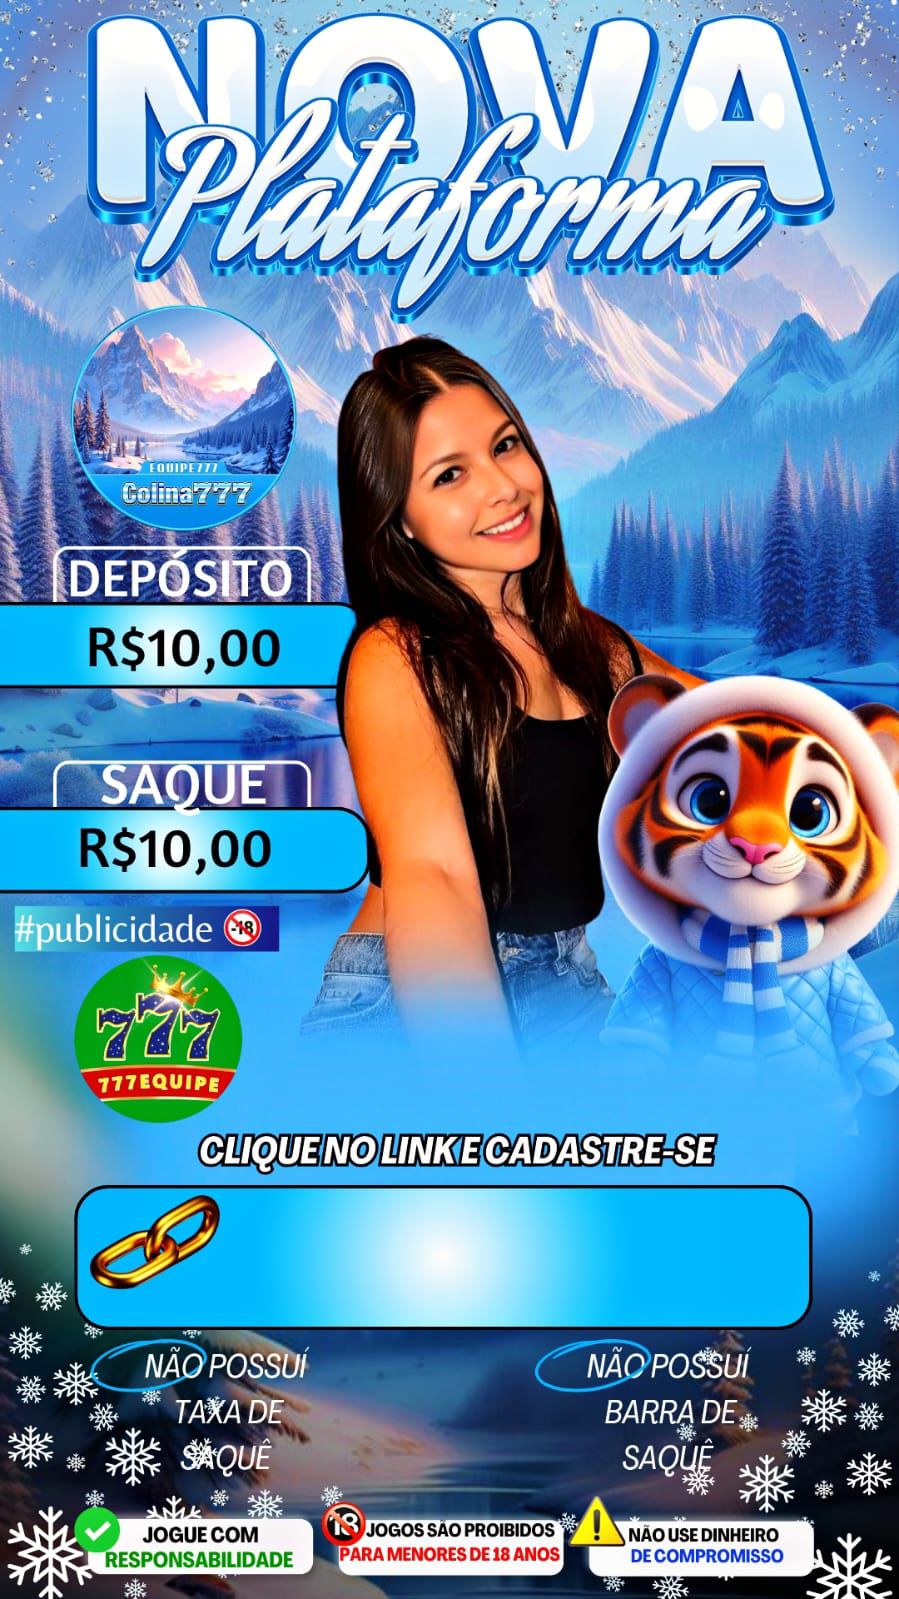 NOVA
Plataforma
EQUIPE777
Colina777
DEPÓSITO
R$10,00
SAQUE
R$10,00
#publicidade -18
777
777EQUIPE
CLIQUE NO LINK E CADASTRE-SE
NÃO POSSUÍ
TAXA DE
SAQUÊ
NÃO POSSUÍ
BARRA DE
SAQUÊ
JOGUE COM
RESPONSABILIDADE
18
JOGOS SÃO PROIBIDOS
PARA MENORES DE 18 ANOS
NÃO USE DINHEIRO
DE COMPROMISSO